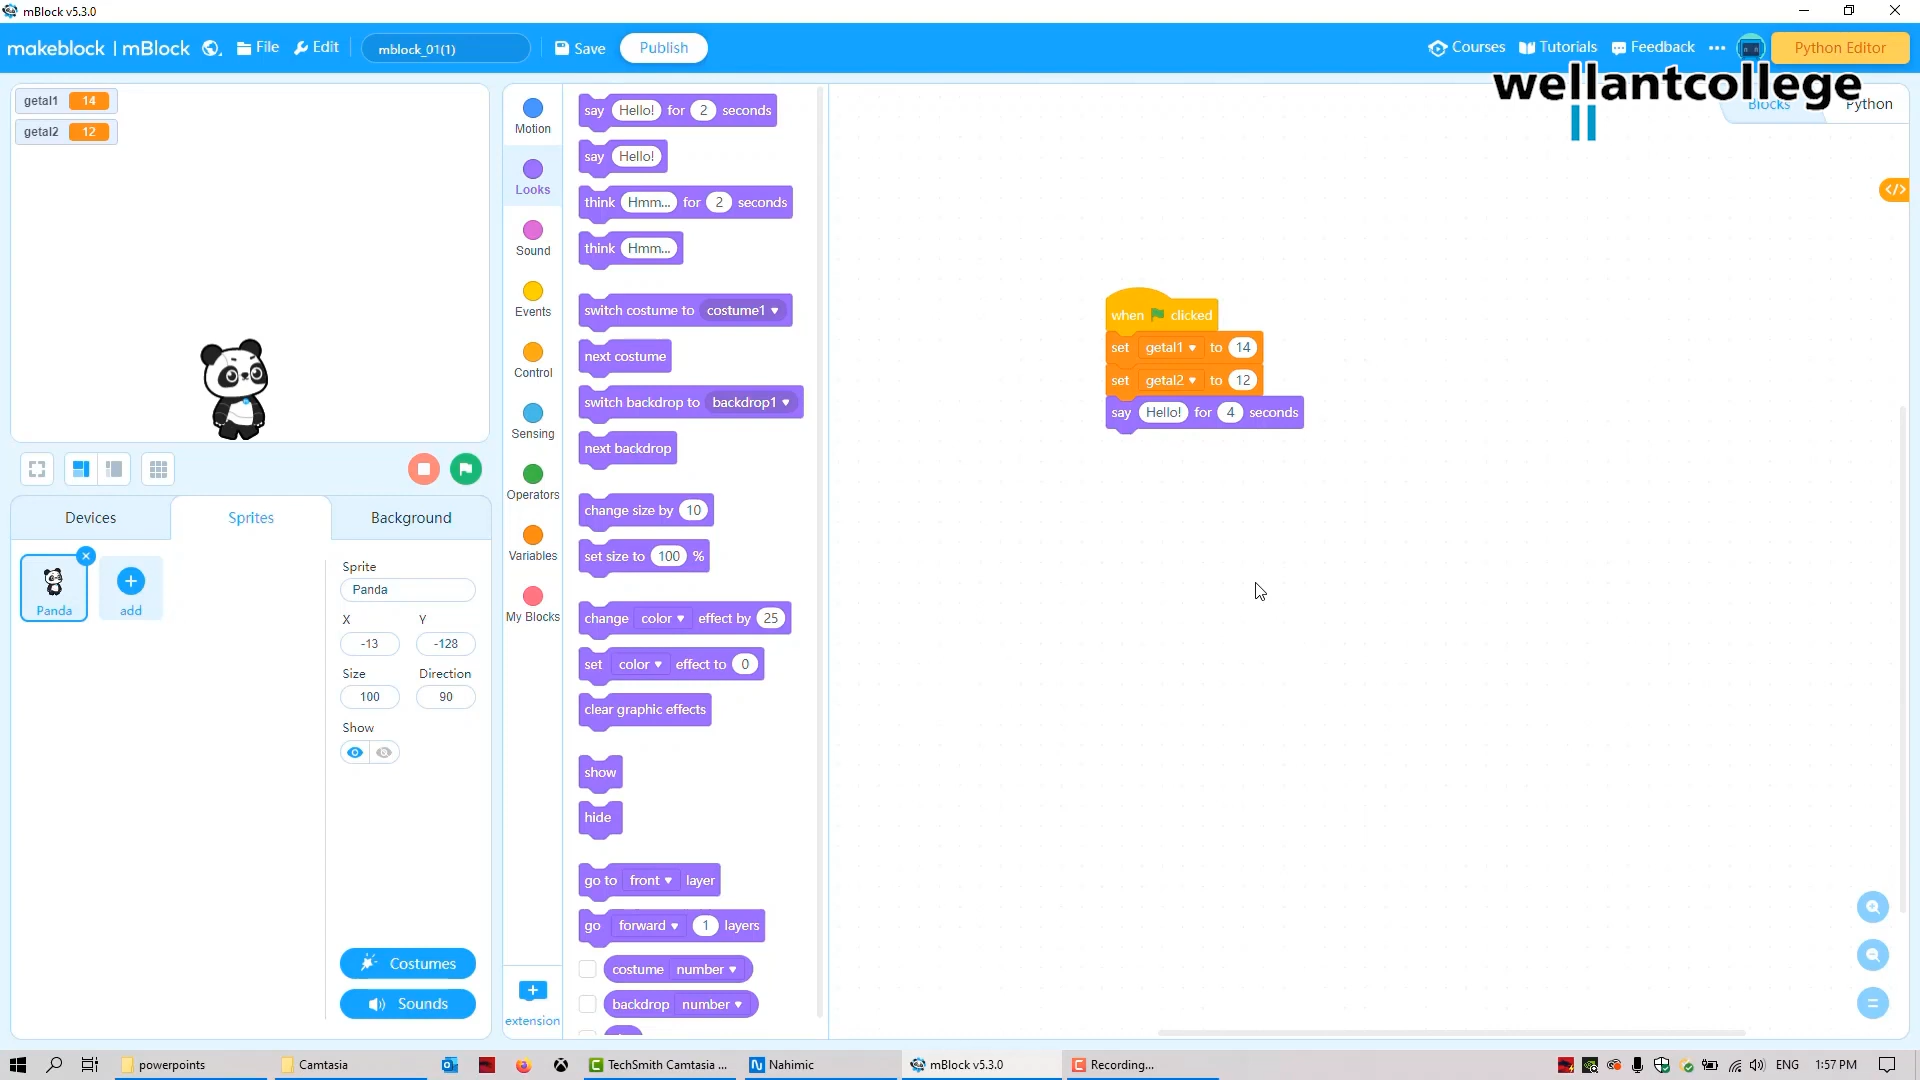 mBlock v5.3.0
makeblock | mBlock File Edit mblock_01(1) Save Publish Courses Tutorials Feedback Python Editor
wellantcollege
Blocks Python
getal1 14
getal2 12
Devices Sprites Background
Panda
add
Sprite
Panda
X Y
-13 -128
Size Direction
100 90
Show
Costumes
Sounds
Motion
Looks
Sound
Events
Control
Sensing
Operators
Variables
My Blocks
extension
say Hello! for 2 seconds
say Hello!
think Hmm... for 2 seconds
think Hmm...
switch costume to costume1
next costume
switch backdrop to backdrop1
next backdrop
change size by 10
set size to 100 %
change color effect by 25
set color effect to 0
clear graphic effects
show
hide
go to front layer
go forward 1 layers
costume number
backdrop number
when clicked
set getal1 to 14
set getal2 to 12
say Hello! for 4 seconds
powerpoints Camtasia TechSmith Camtasia ... Nahimic mBlock v5.3.0 Recording... ENG 1:57 PM